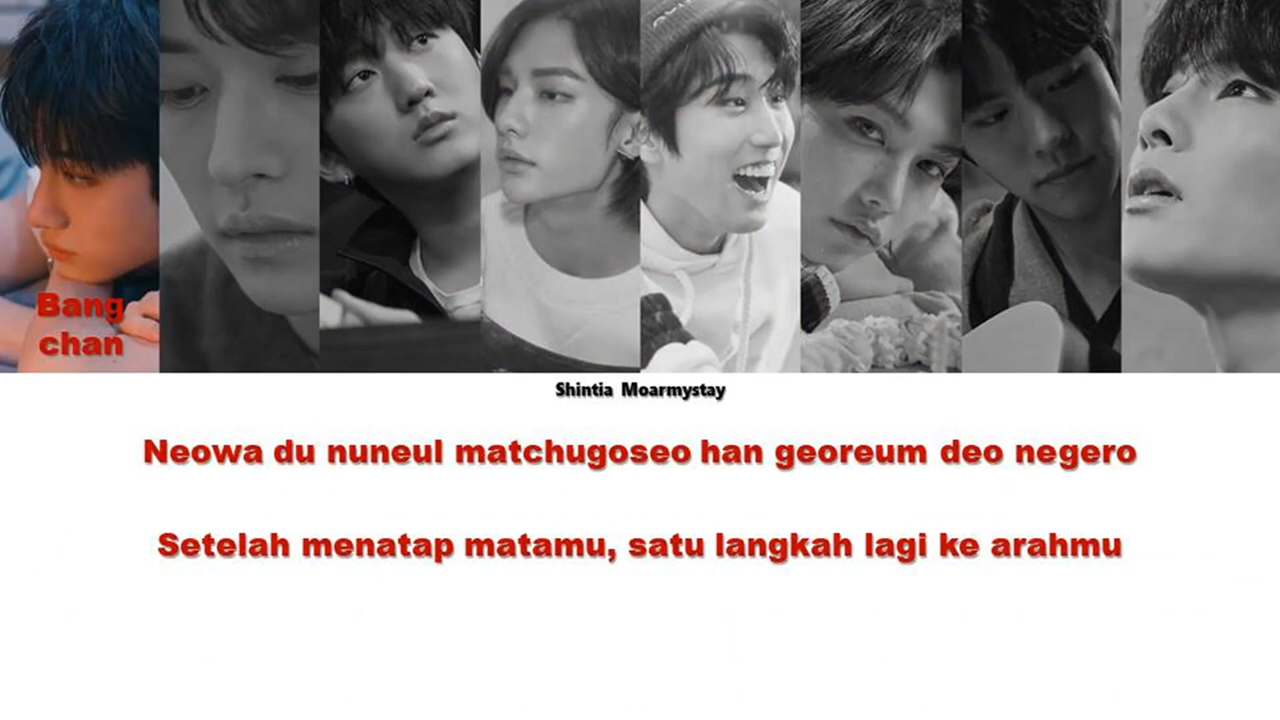 Bang
chan
Shintia Moarmystay
Neowa du nuneul matchugoseo han georeum deo negero
Setelah menatap matamu, satu langkah lagi ke arahmu